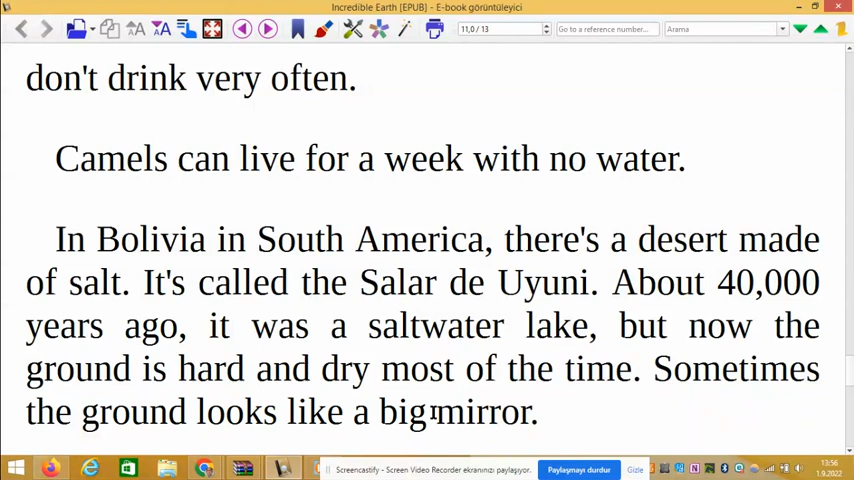 Incredible Earth [EPUB] - E-book görüntüleyici
11,0 / 13
Go to a reference number...
Arama
don't drink very often.
Camels can live for a week with no water.
In Bolivia in South America, there's a desert made
of salt. It's called the Salar de Uyuni. About 40,000
years ago, it was a saltwater lake, but now the
ground is hard and dry most of the time. Sometimes
the ground looks like a big mirror.
Screencastify - Screen Video Recorder ekranınızı paylaşıyor.
Paylaşmayı durdur
Gizle
13:56
1.9.2022